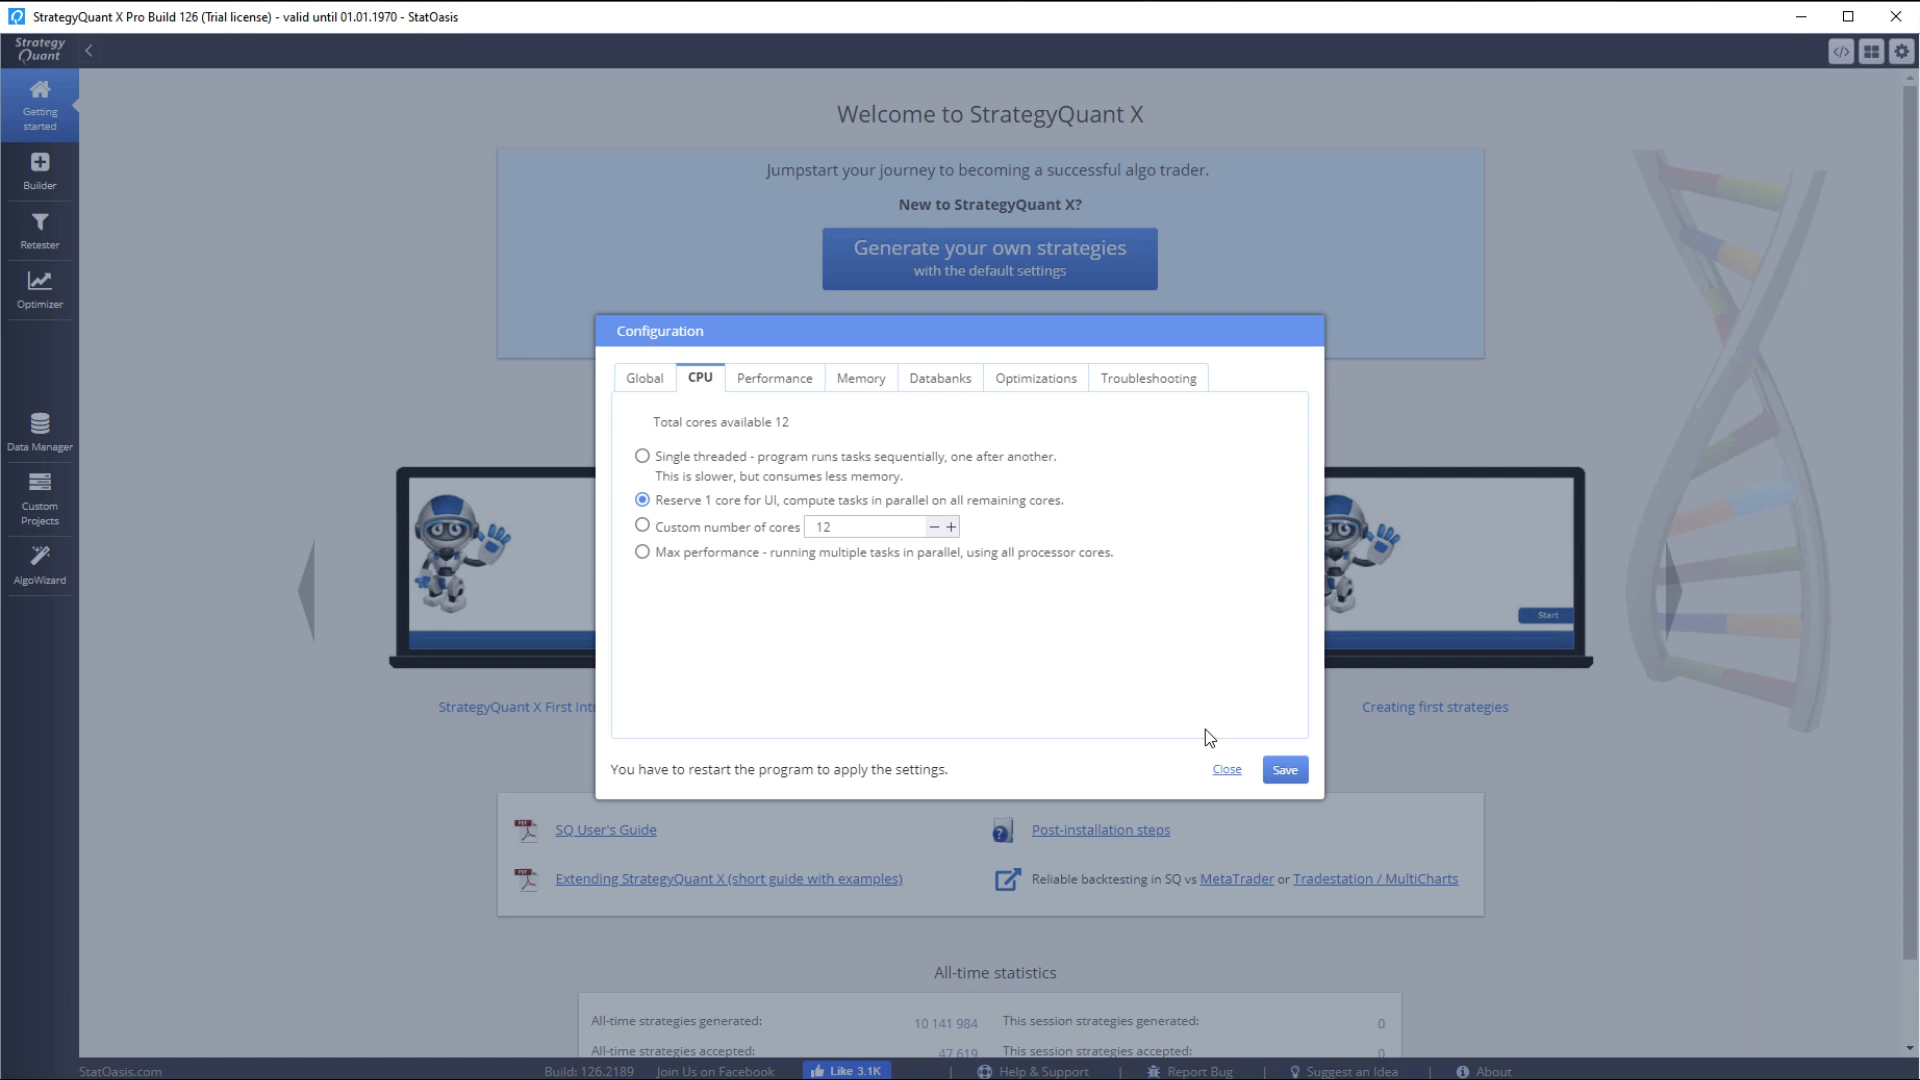 StrategyQuant X Pro Build 126 (Trial license) - valid until 01.01.1970 - StatOasis
Strategy
Quant
Getting
started
Builder
Retester
Optimizer
Data Manager
Custom
Projects
AlgoWizard
Welcome to StrategyQuant X
Jumpstart your journey to becoming a successful algo trader.
New to StrategyQuant X?
Generate your own strategies
with the default settings
Configuration
Global CPU Performance Memory Databanks Optimizations Troubleshooting
Total cores available 12
Single threaded - program runs tasks sequentially, one after another.
This is slower, but consumes less memory.
Reserve 1 core for UI, compute tasks in parallel on all remaining cores.
Custom number of cores 12
Max performance - running multiple tasks in parallel, using all processor cores.
Start
StrategyQuant X First
Creating first strategies
You have to restart the program to apply the settings.
Close Save
SQ User's Guide
Post-installation steps
Extending StrategyQuant X (short guide with examples)
Reliable backtesting in SQ vs MetaTrader or Tradestation / MultiCharts
All-time statistics
All-time strategies generated: 10 141 984 This session strategies generated: 0
All-time strategies accepted: 47 619 This session strategies accepted: 0
StatOasis.com Build: 126.2189 Join Us on Facebook Like 3.1K | Help & Support | Report Bug | Suggest an Idea | About